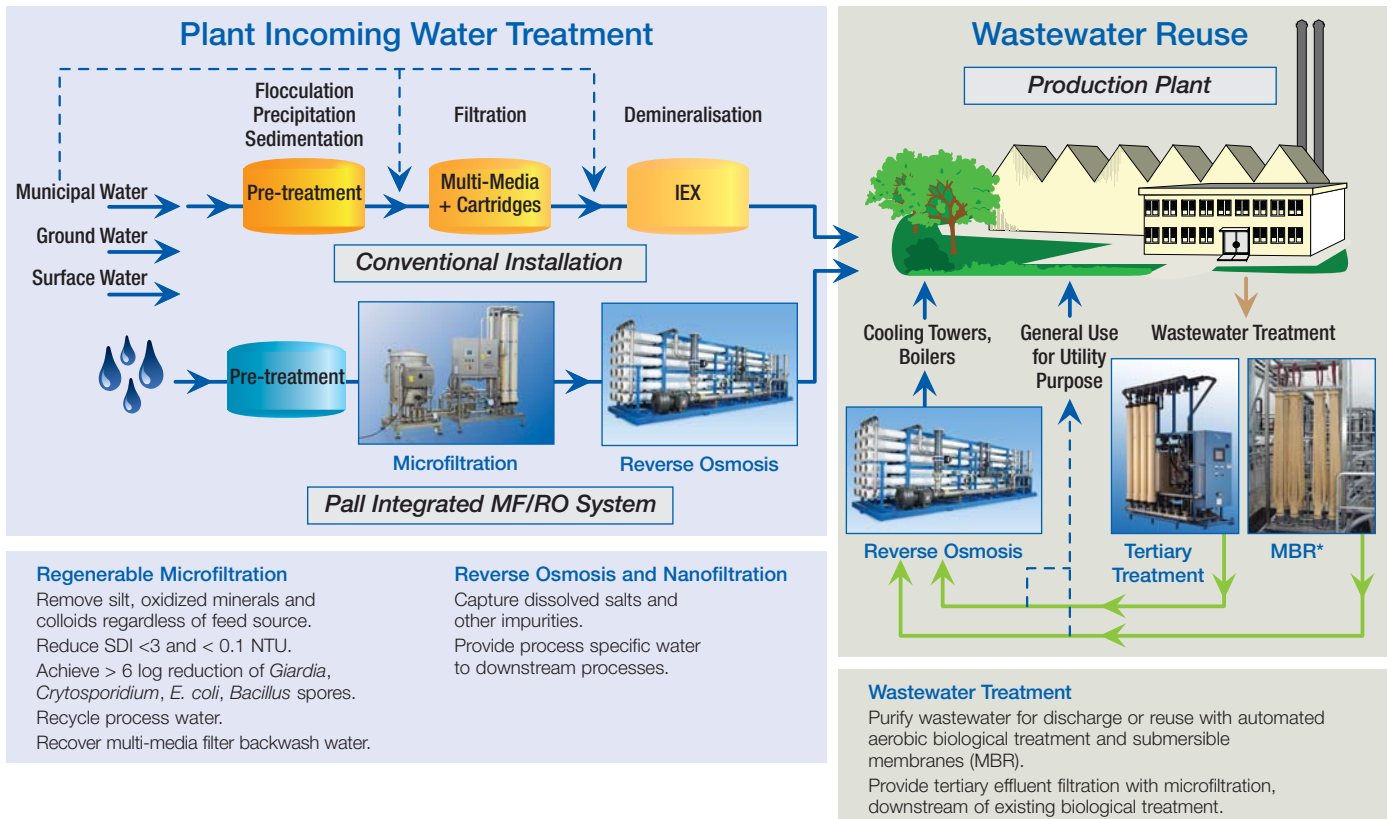 Plant Incoming Water Treatment
Flocculation
Precipitation
Sedimentation
Filtration
Demineralisation
Municipal Water
Ground Water
Surface Water
Pre-treatment
Multi-Media
+ Cartridges
IEX
Conventional Installation
Pre-treatment
Microfiltration
Reverse Osmosis
Pall Integrated MF/RO System
Regenerable Microfiltration
Remove silt, oxidized minerals and
colloids regardless of feed source.
Reduce SDI <3 and < 0.1 NTU.
Achieve > 6 log reduction of Giardia,
Crytosporidium, E. coli, Bacillus spores.
Recycle process water.
Recover multi-media filter backwash water.
Reverse Osmosis and Nanofiltration
Capture dissolved salts and
other impurities.
Provide process specific water
to downstream processes.
Wastewater Reuse
Production Plant
Cooling Towers,
Boilers
General Use
for Utility
Purpose
Wastewater Treatment
Reverse Osmosis
Tertiary
Treatment
MBR*
Wastewater Treatment
Purify wastewater for discharge or reuse with automated
aerobic biological treatment and submersible
membranes (MBR).
Provide tertiary effluent filtration with microfiltration,
downstream of existing biological treatment.